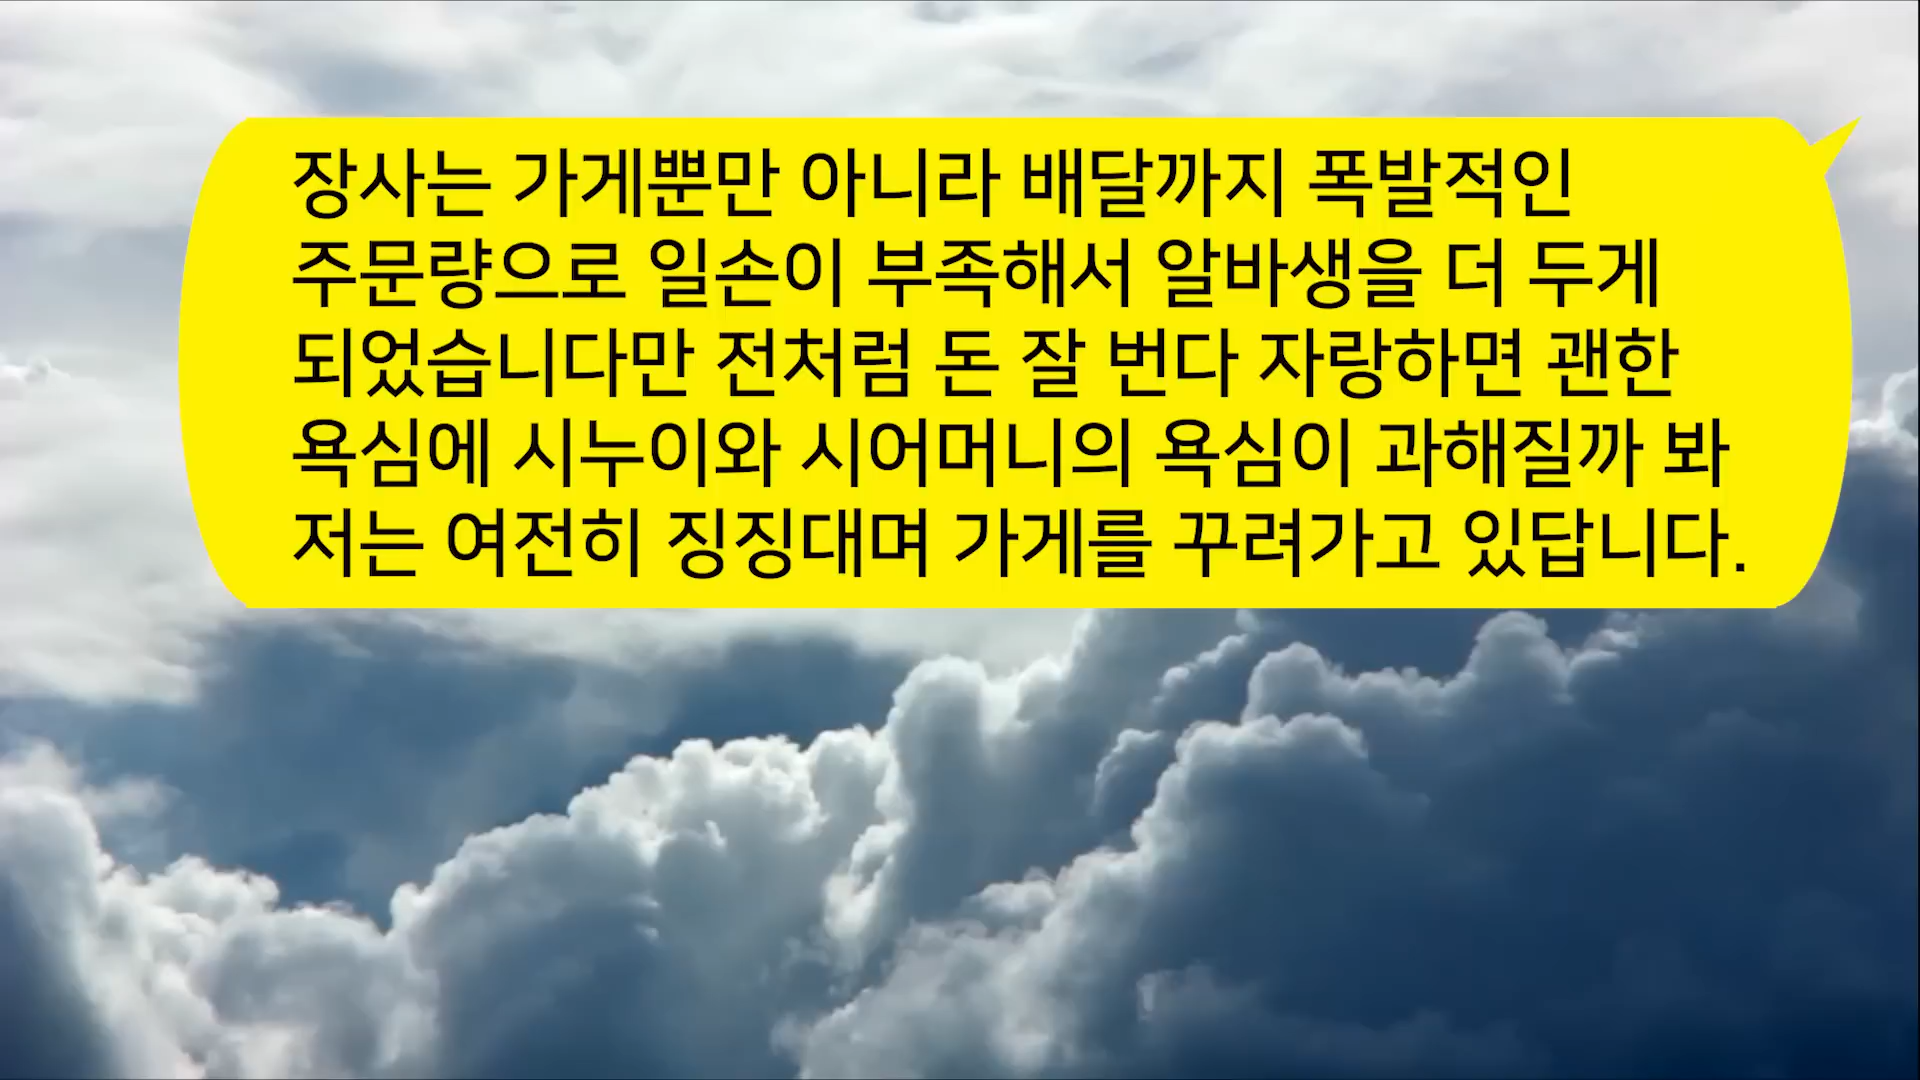 장사는 가게뿐만 아니라 배달까지 폭발적인
주문량으로 일손이 부족해서 알바생을 더 두게
되었습니다만 전처럼 돈 잘 번다 자랑하면 괜한
욕심에 시누이와 시어머니의 욕심이 과해질까 봐
저는 여전히 징징대며 가게를 꾸려가고 있답니다.